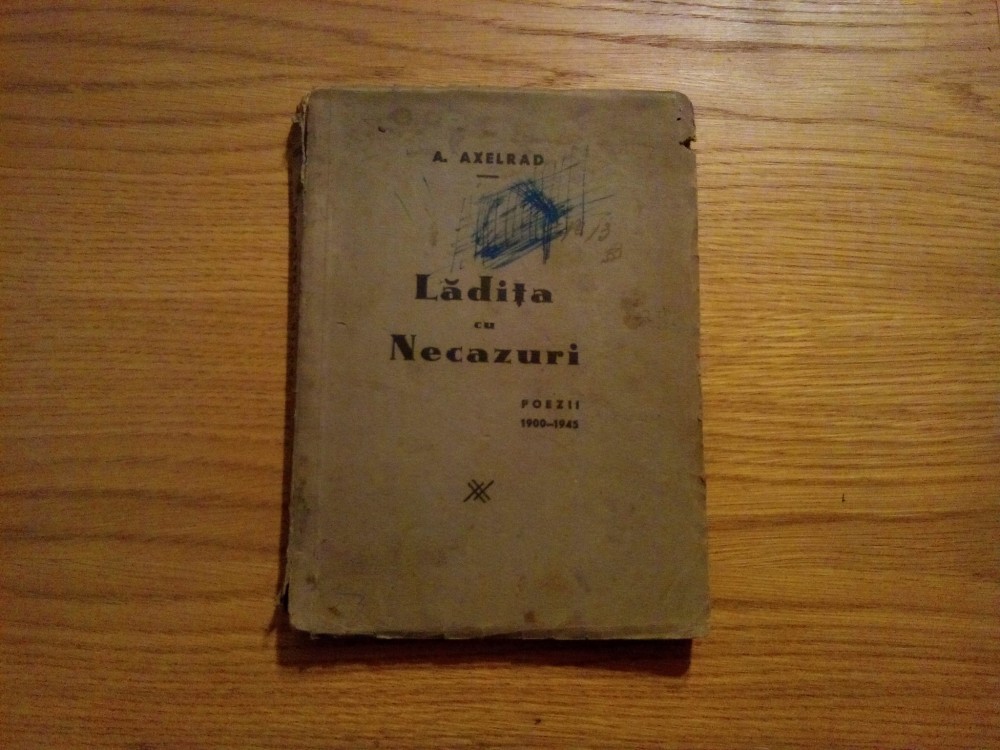 A. AXELRAD
Lădița
cu
Necazuri
POEZII
1900–1945